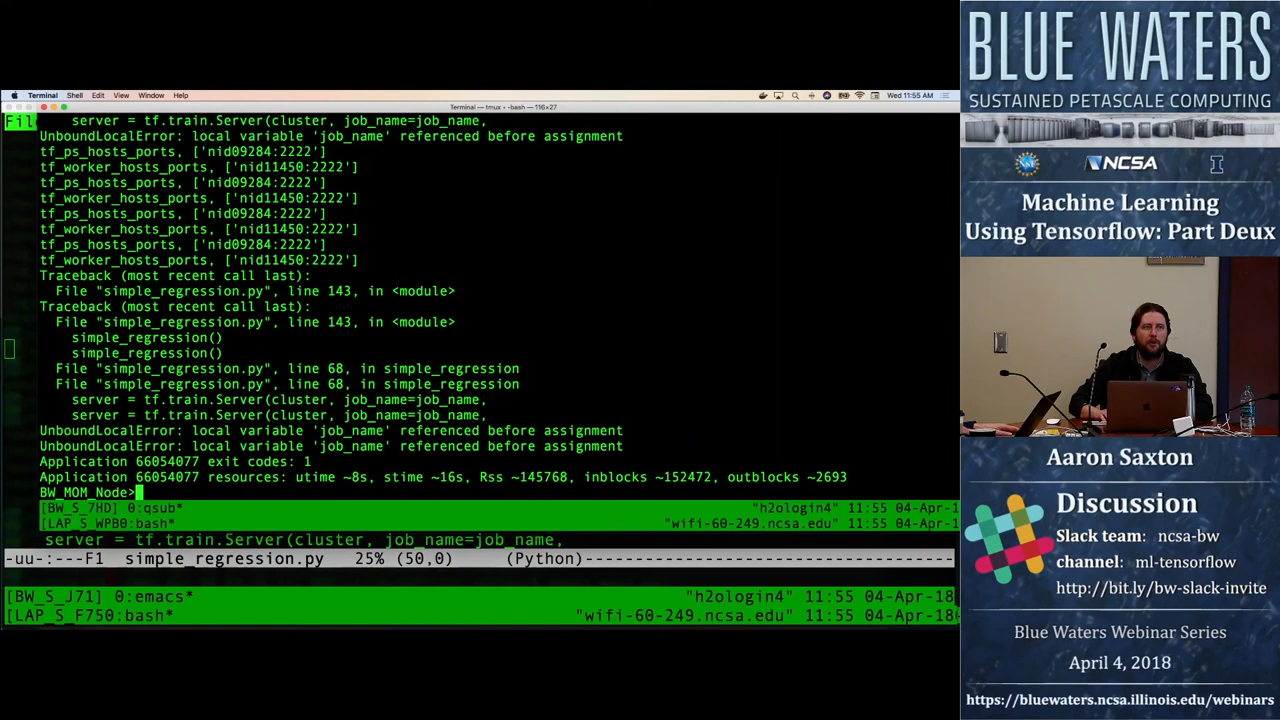 Terminal Shell Edit View Window Help
Wed 11:55 AM
Terminal — tmux • -bash — 116×27
Fil
server = tf.train.Server(cluster, job_name=job_name,
UnboundLocalError: local variable 'job_name' referenced before assignment
tf_ps_hosts_ports, ['nid09284:2222']
tf_worker_hosts_ports, ['nid11450:2222']
tf_ps_hosts_ports, ['nid09284:2222']
tf_worker_hosts_ports, ['nid11450:2222']
tf_ps_hosts_ports, ['nid09284:2222']
tf_worker_hosts_ports, ['nid11450:2222']
tf_ps_hosts_ports, ['nid09284:2222']
tf_worker_hosts_ports, ['nid11450:2222']
Traceback (most recent call last):
File "simple_regression.py", line 143, in <module>
Traceback (most recent call last):
File "simple_regression.py", line 143, in <module>
simple_regression()
simple_regression()
File "simple_regression.py", line 68, in simple_regression
File "simple_regression.py", line 68, in simple_regression
server = tf.train.Server(cluster, job_name=job_name,
server = tf.train.Server(cluster, job_name=job_name,
UnboundLocalError: local variable 'job_name' referenced before assignment
UnboundLocalError: local variable 'job_name' referenced before assignment
Application 66054077 exit codes: 1
Application 66054077 resources: utime ~8s, stime ~16s, Rss ~145768, inblocks ~152472, outblocks ~2693
BW_MOM_Node>
[BW_S_7HD] 0:qsub* "h2ologin4" 11:55 04-Apr-1
[LAP_S_WPB0:bash* "wifi-60-249.ncsa.edu" 11:55 04-Apr-1
server = tf.train.Server(cluster, job_name=job_name,
-uu-:---F1 simple_regression.py 25% (50,0) (Python)----------------------------------------
[BW_S_J71] 0:emacs* "h2ologin4" 11:55 04-Apr-18
[LAP_S_F750:bash* "wifi-60-249.ncsa.edu" 11:55 04-Apr-18
BLUE WATERS
SUSTAINED PETASCALE COMPUTING
NCSA
I
Machine Learning
Using Tensorflow: Part Deux
Aaron Saxton
Discussion
Slack team: ncsa-bw
channel: ml-tensorflow
http://bit.ly/bw-slack-invite
Blue Waters Webinar Series
April 4, 2018
https://bluewaters.ncsa.illinois.edu/webinars